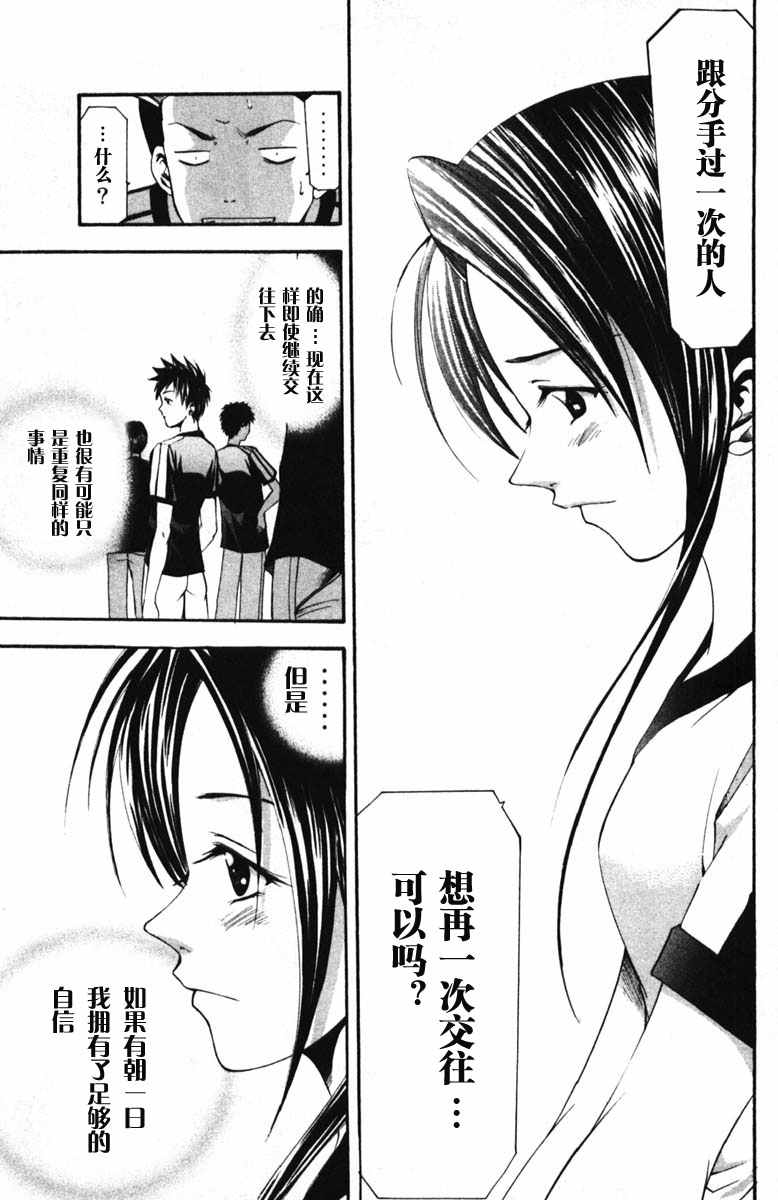 跟分手过一次的人
想再一次交往…
可以吗？
………
…什么？
的确…现在这
样即使继续交
往下去
也很有可能只
是重复同样的
事情
……
但是
如果有朝一日
我拥有了足够的
自信